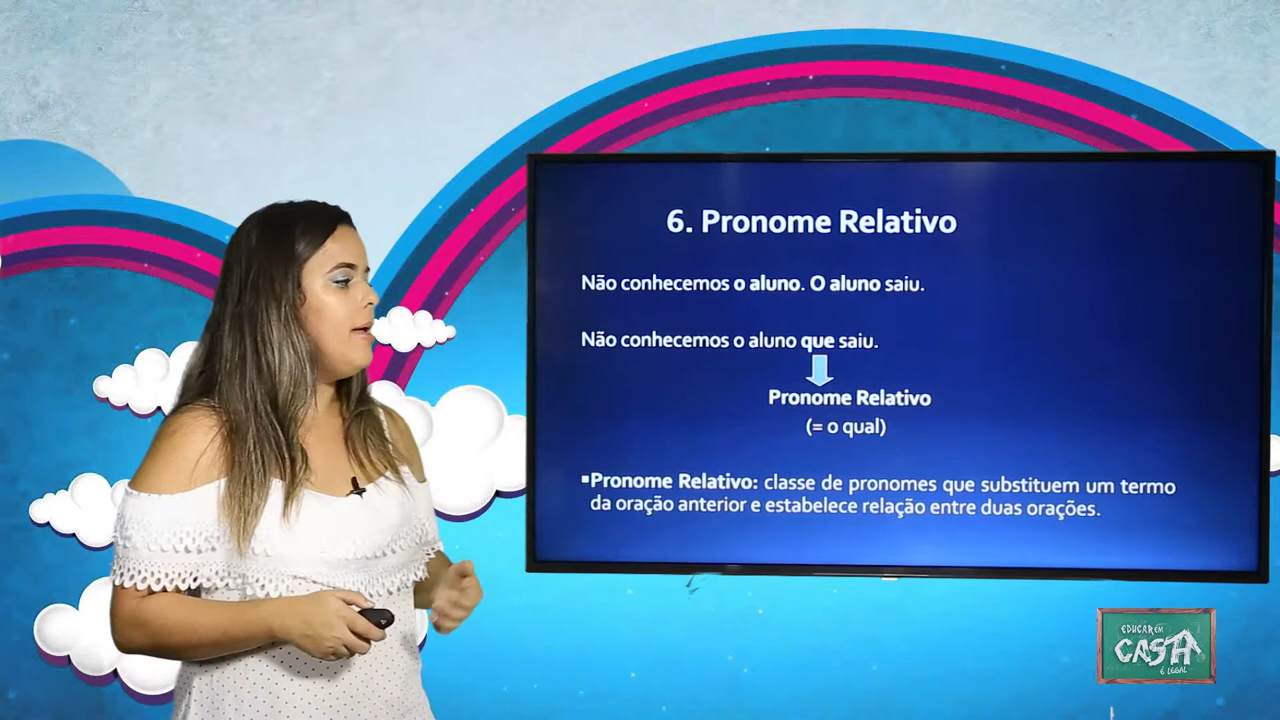 6. Pronome Relativo
Não conhecemos o aluno. O aluno saiu.
Não conhecemos o aluno que saiu.
Pronome Relativo
(= o qual)
▪Pronome Relativo: classe de pronomes que substituem um termo
da oração anterior e estabelece relação entre duas orações.
EDUCAR EM
CASA
É LEGAL